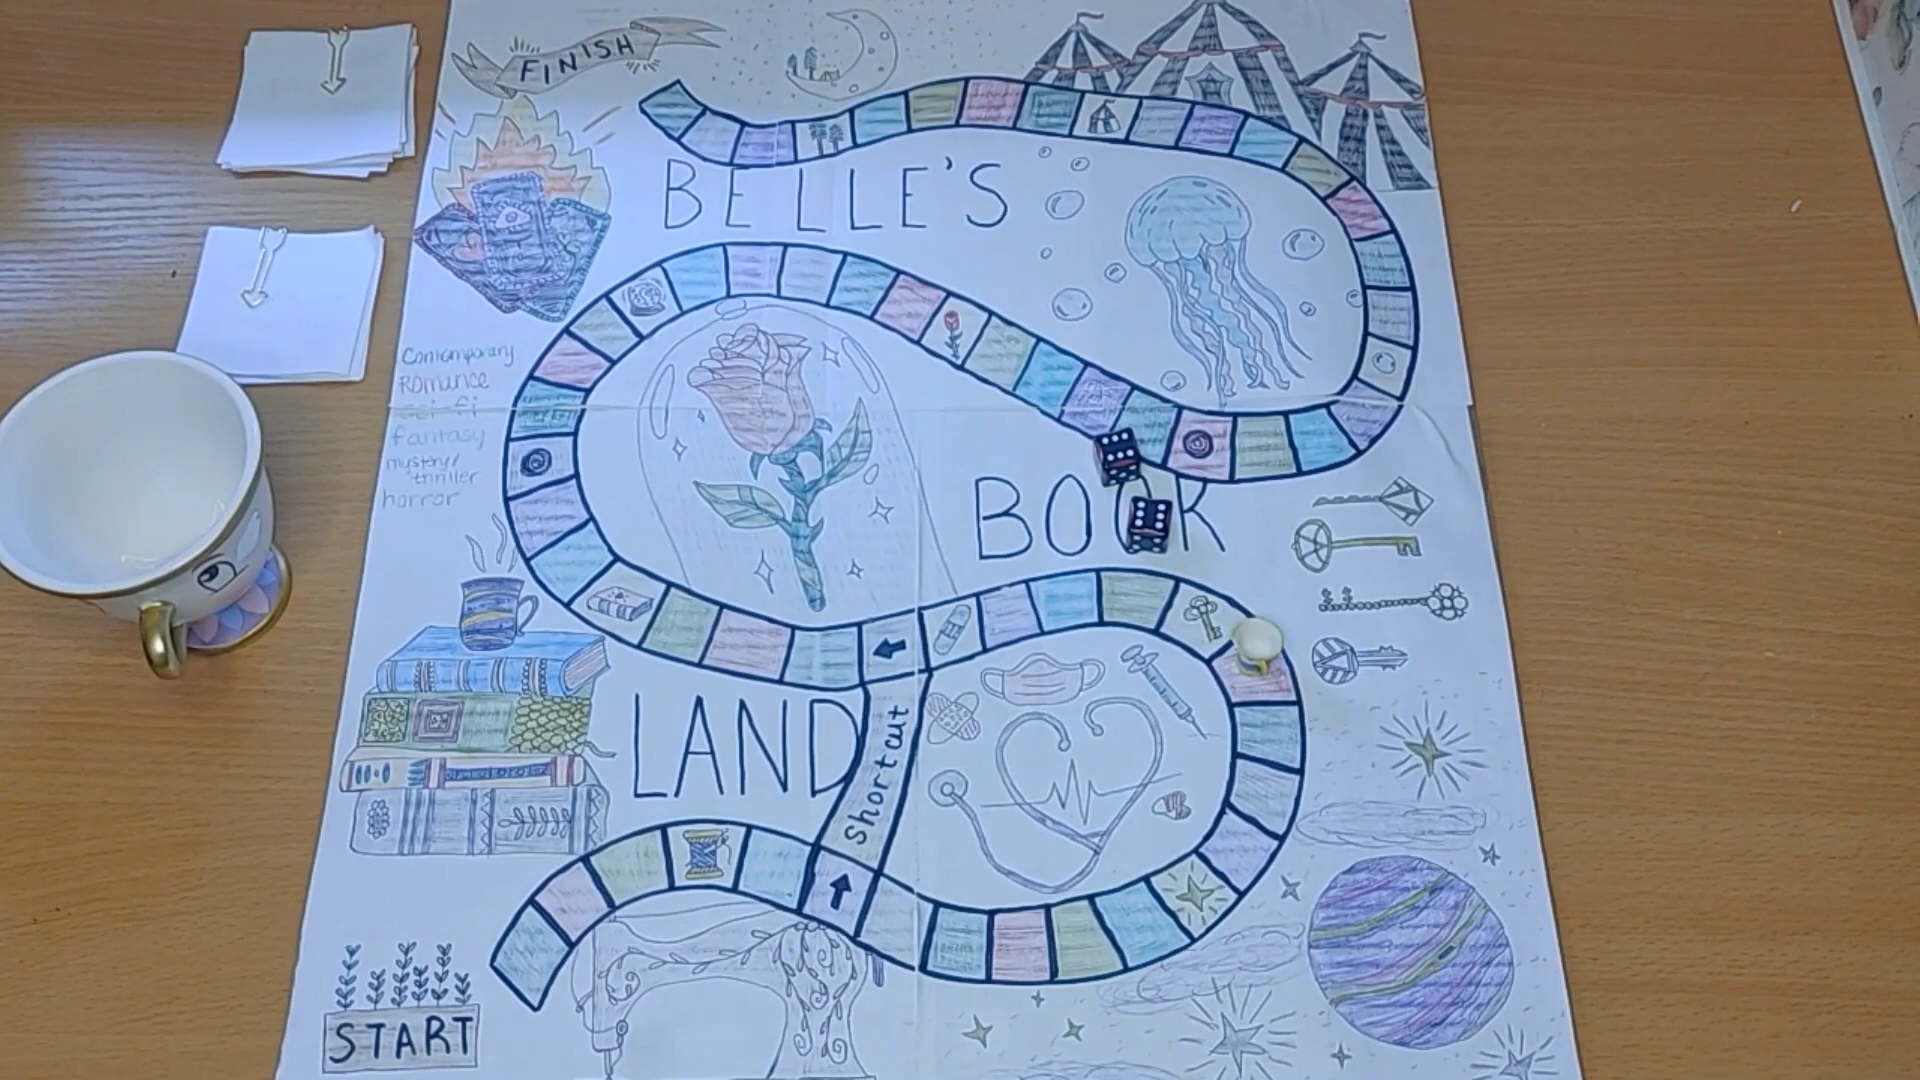 FINISH
BELLE'S
Contemporary
Romance
sci-fi
fantasy
mystery/
thriller
horror
BOOK
LAND
Shortcut
START